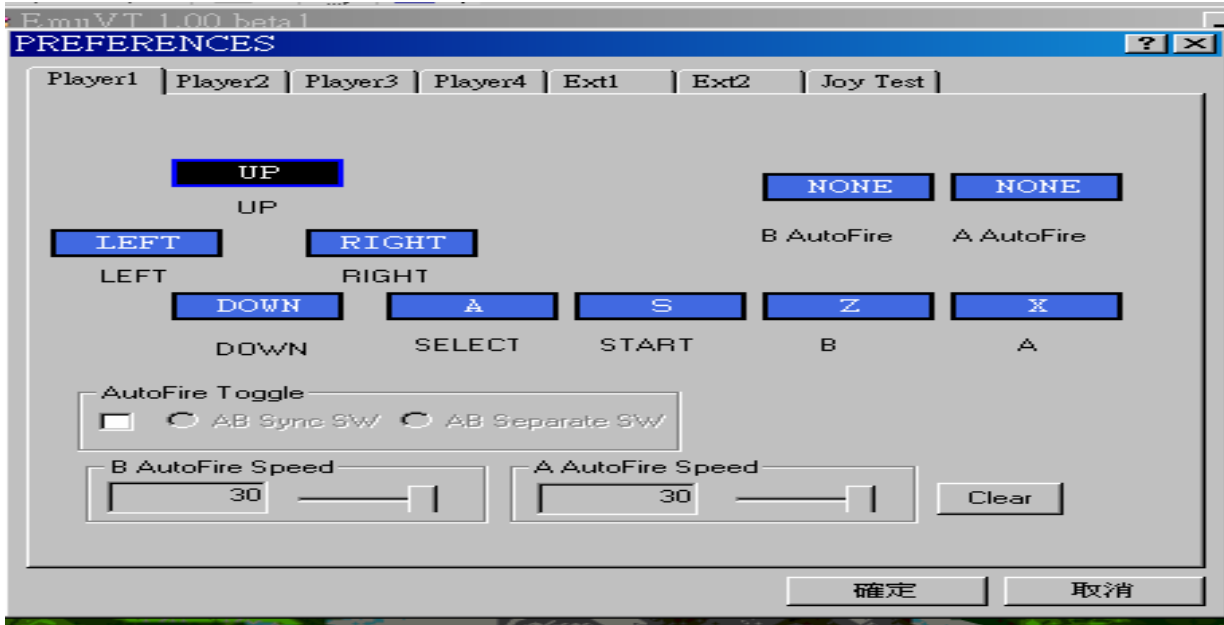 EmuVT 1.00 beta1
PREFERENCES
Player1 Player2 Player3 Player4 Ext1 Ext2 Joy Test
UP
UP
NONE NONE
B AutoFire A AutoFire
LEFT RIGHT
LEFT RIGHT
DOWN A S Z X
DOWN SELECT START B A
AutoFire Toggle
AB Sync SW AB Separate SW
B AutoFire Speed A AutoFire Speed
30 30 Clear
確定 取消